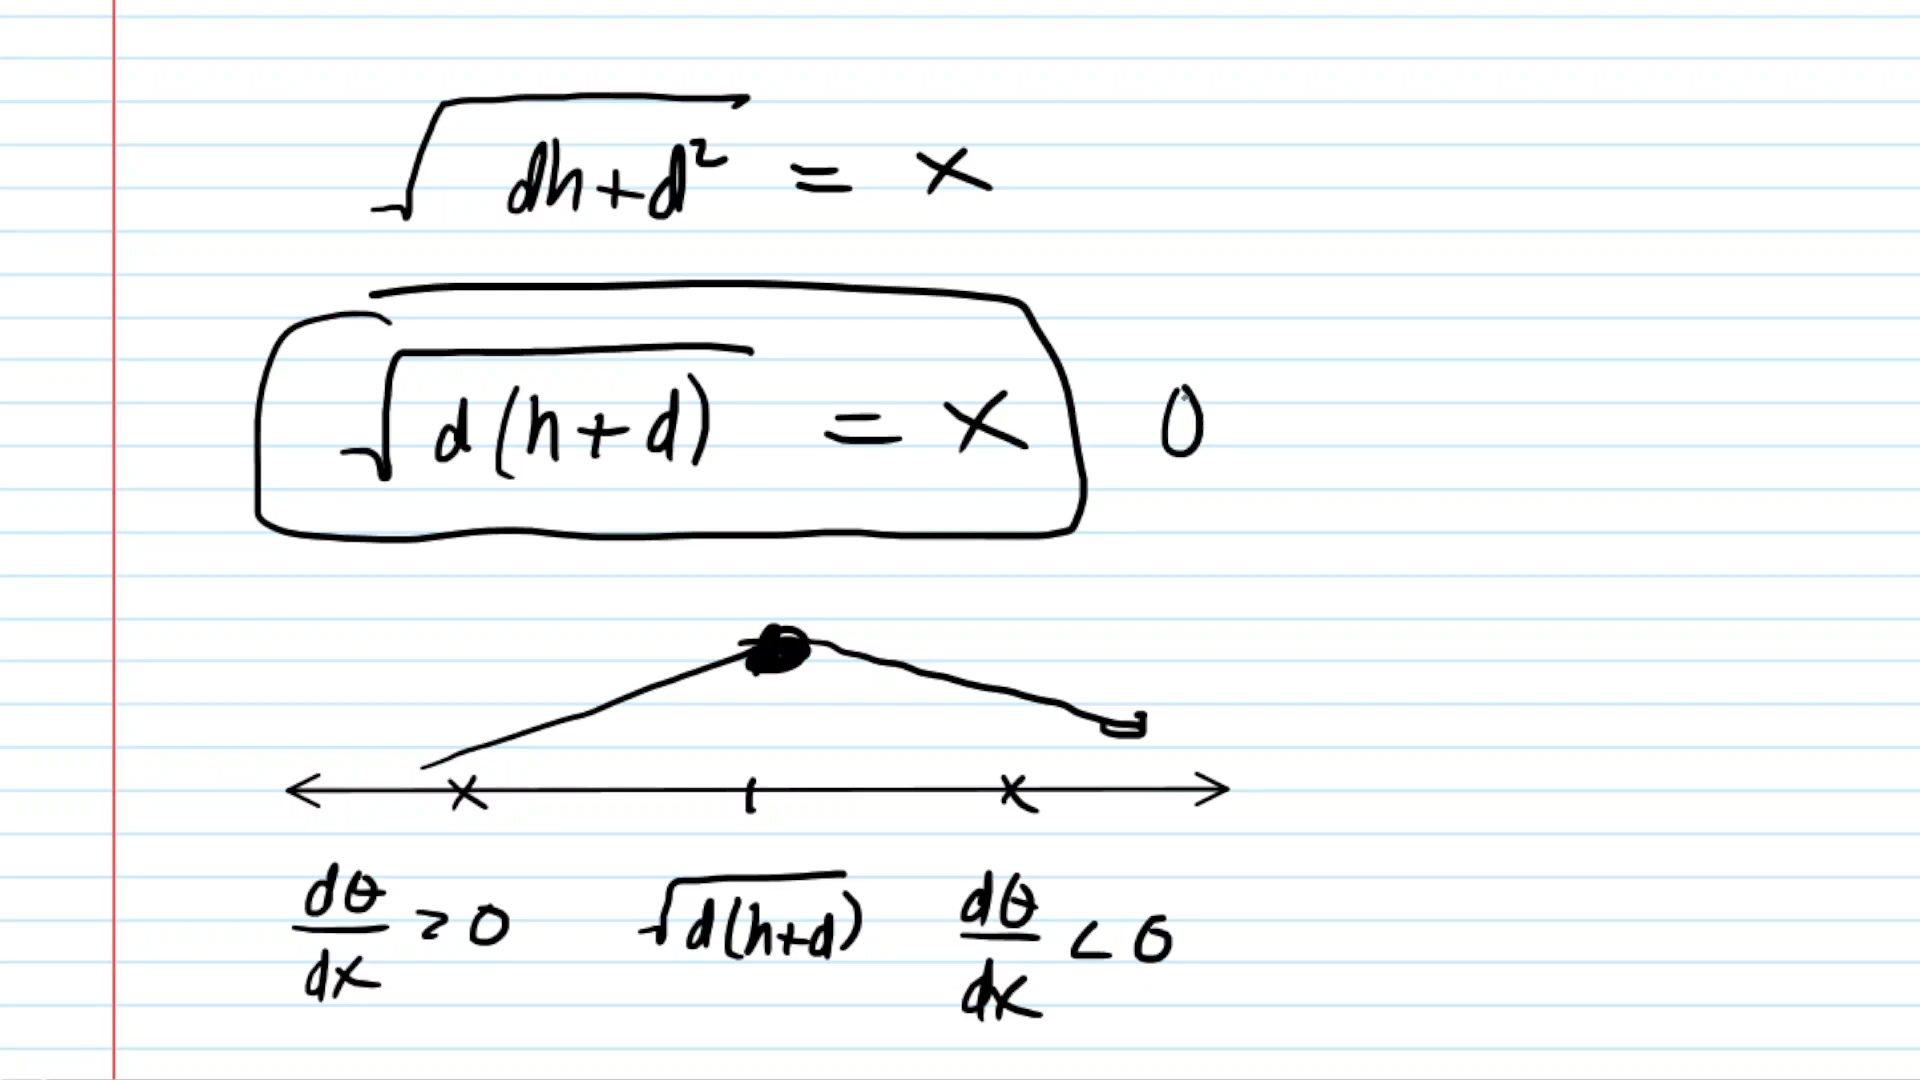 √(dh+d²) = x
√(d(h+d)) = x 0
x x
dθ/dx > 0 √(d(h+d)) dθ/dx < 0